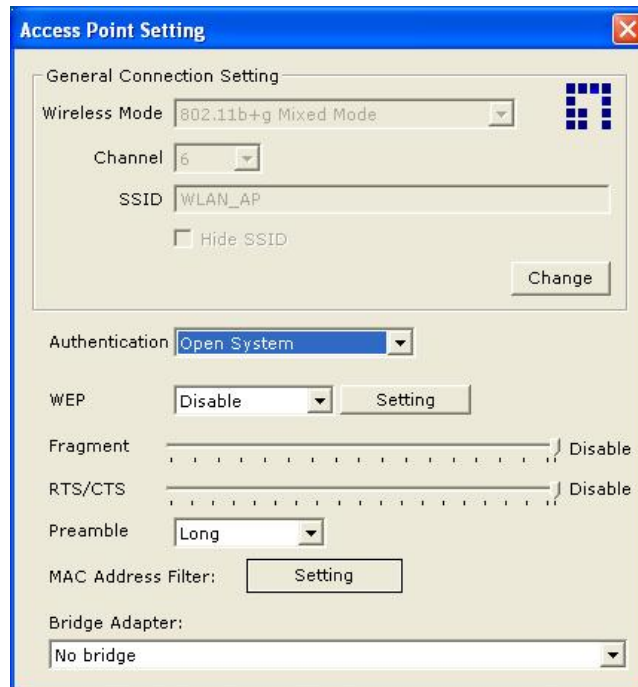 Access Point Setting
General Connection Setting
Wireless Mode 802.11b+g Mixed Mode
Channel 6
SSID WLAN_AP
Hide SSID
Change
Authentication Open System
WEP Disable Setting
Fragment Disable
RTS/CTS Disable
Preamble Long
MAC Address Filter: Setting
Bridge Adapter:
No bridge